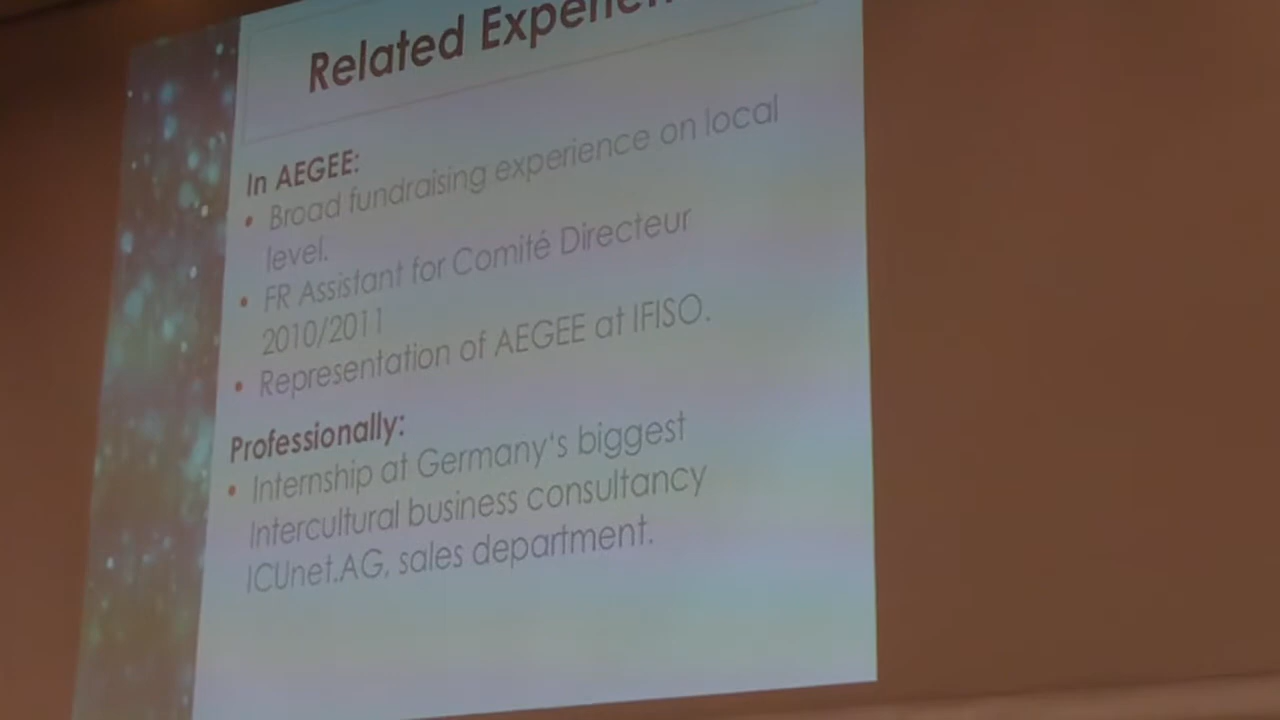 Related Experien
In AEGEE:
• Broad fundraising experience on local
level.
• FR Assistant for Comité Directeur
2010/2011
• Representation of AEGEE at IFISO.
Professionally:
• Internship at Germany's biggest
Intercultural business consultancy
ICUnet.AG, sales department.